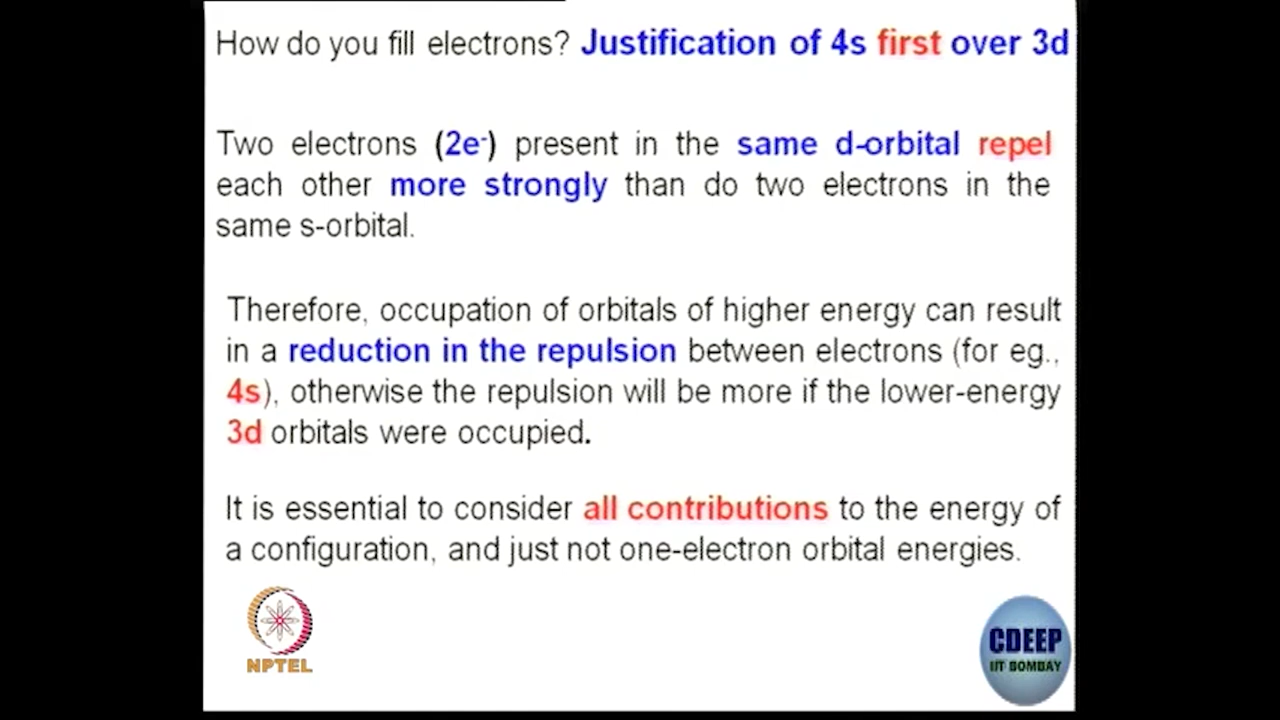 How do you fill electrons? Justification of 4s first over 3d
Two electrons (2e-) present in the same d-orbital repel
each other more strongly than do two electrons in the
same s-orbital.
Therefore, occupation of orbitals of higher energy can result
in a reduction in the repulsion between electrons (for eg.,
4s), otherwise the repulsion will be more if the lower-energy
3d orbitals were occupied.
It is essential to consider all contributions to the energy of
a configuration, and just not one-electron orbital energies.
NPTEL
CDEEP
IIT BOMBAY